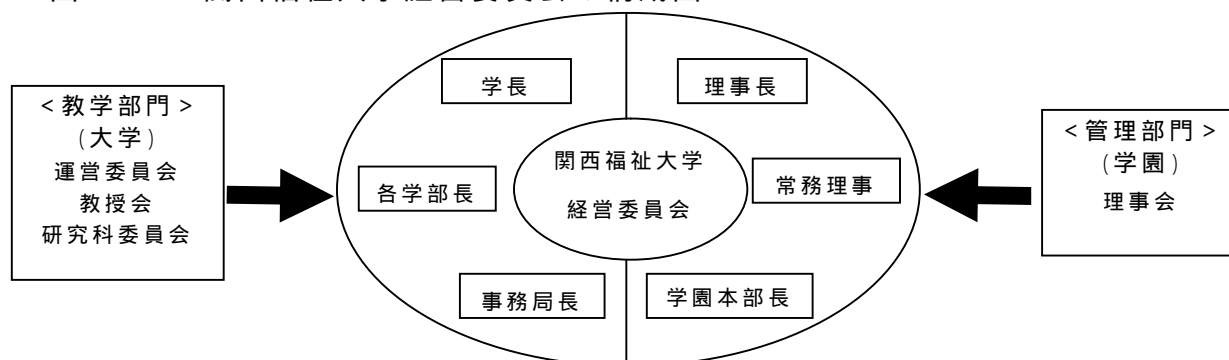 <教学部門>
(大学)
運営委員会
教授会
研究科委員会
学長
各学部長
事務局長
関西福祉大学
経営委員会
理事長
常務理事
学園本部長
<管理部門>
(学園)
理事会